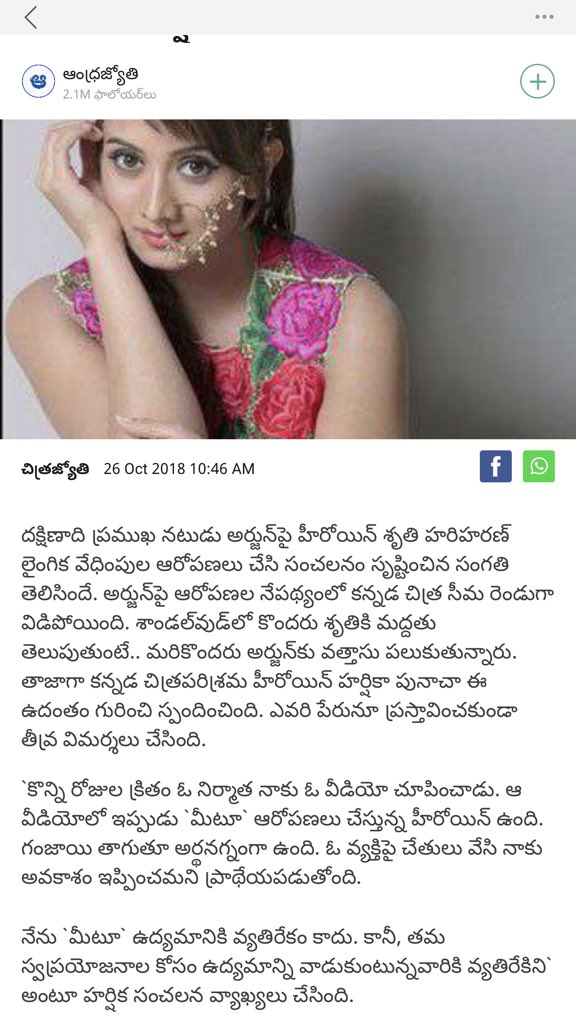 ఆంధ్రజ్యోతి
2.1M ఫాలోయర్‌లు
చిత్రజ్యోతి 26 Oct 2018 10:46 AM
దక్షిణాది ప్రముఖ నటుడు అర్జున్‌పై హీరోయిన్ శృతి హరిహరణ్
లైంగిక వేధింపుల ఆరోపణలు చేసి సంచలనం సృష్టించిన సంగతి
తెలిసిందే. అర్జున్‌పై ఆరోపణల నేపథ్యంలో కన్నడ చిత్ర సీమ రెండుగా
విడిపోయింది. శాండల్‌వుడ్‌లో కొందరు శృతికి మద్దతు
తెలుపుతుంటే.. మరికొందరు అర్జున్‌కు వత్తాసు పలుకుతున్నారు.
తాజాగా కన్నడ చిత్రపరిశ్రమ హీరోయిన్ హర్షికా పునాచా ఈ
ఉదంతం గురించి స్పందించింది. ఎవరి పేరునూ ప్రస్తావించకుండా
తీవ్ర విమర్శలు చేసింది.
`కొన్ని రోజుల క్రితం ఓ నిర్మాత నాకు ఓ వీడియో చూపించాడు. ఆ
వీడియోలో ఇప్పుడు `మీటూ` ఆరోపణలు చేస్తున్న హీరోయిన్ ఉంది.
గంజాయి తాగుతూ అర్థనగ్నంగా ఉంది. ఓ వ్యక్తిపై చేతులు వేసి నాకు
అవకాశం ఇప్పించమని ప్రాథేయపడుతోంది.
నేను `మీటూ` ఉద్యమానికి వ్యతిరేకం కాదు. కానీ, తమ
స్వప్రయోజనాల కోసం ఉద్యమాన్ని వాడుకుంటున్నవారికి వ్యతిరేకిని`
అంటూ హర్షిక సంచలన వ్యాఖ్యలు చేసింది.